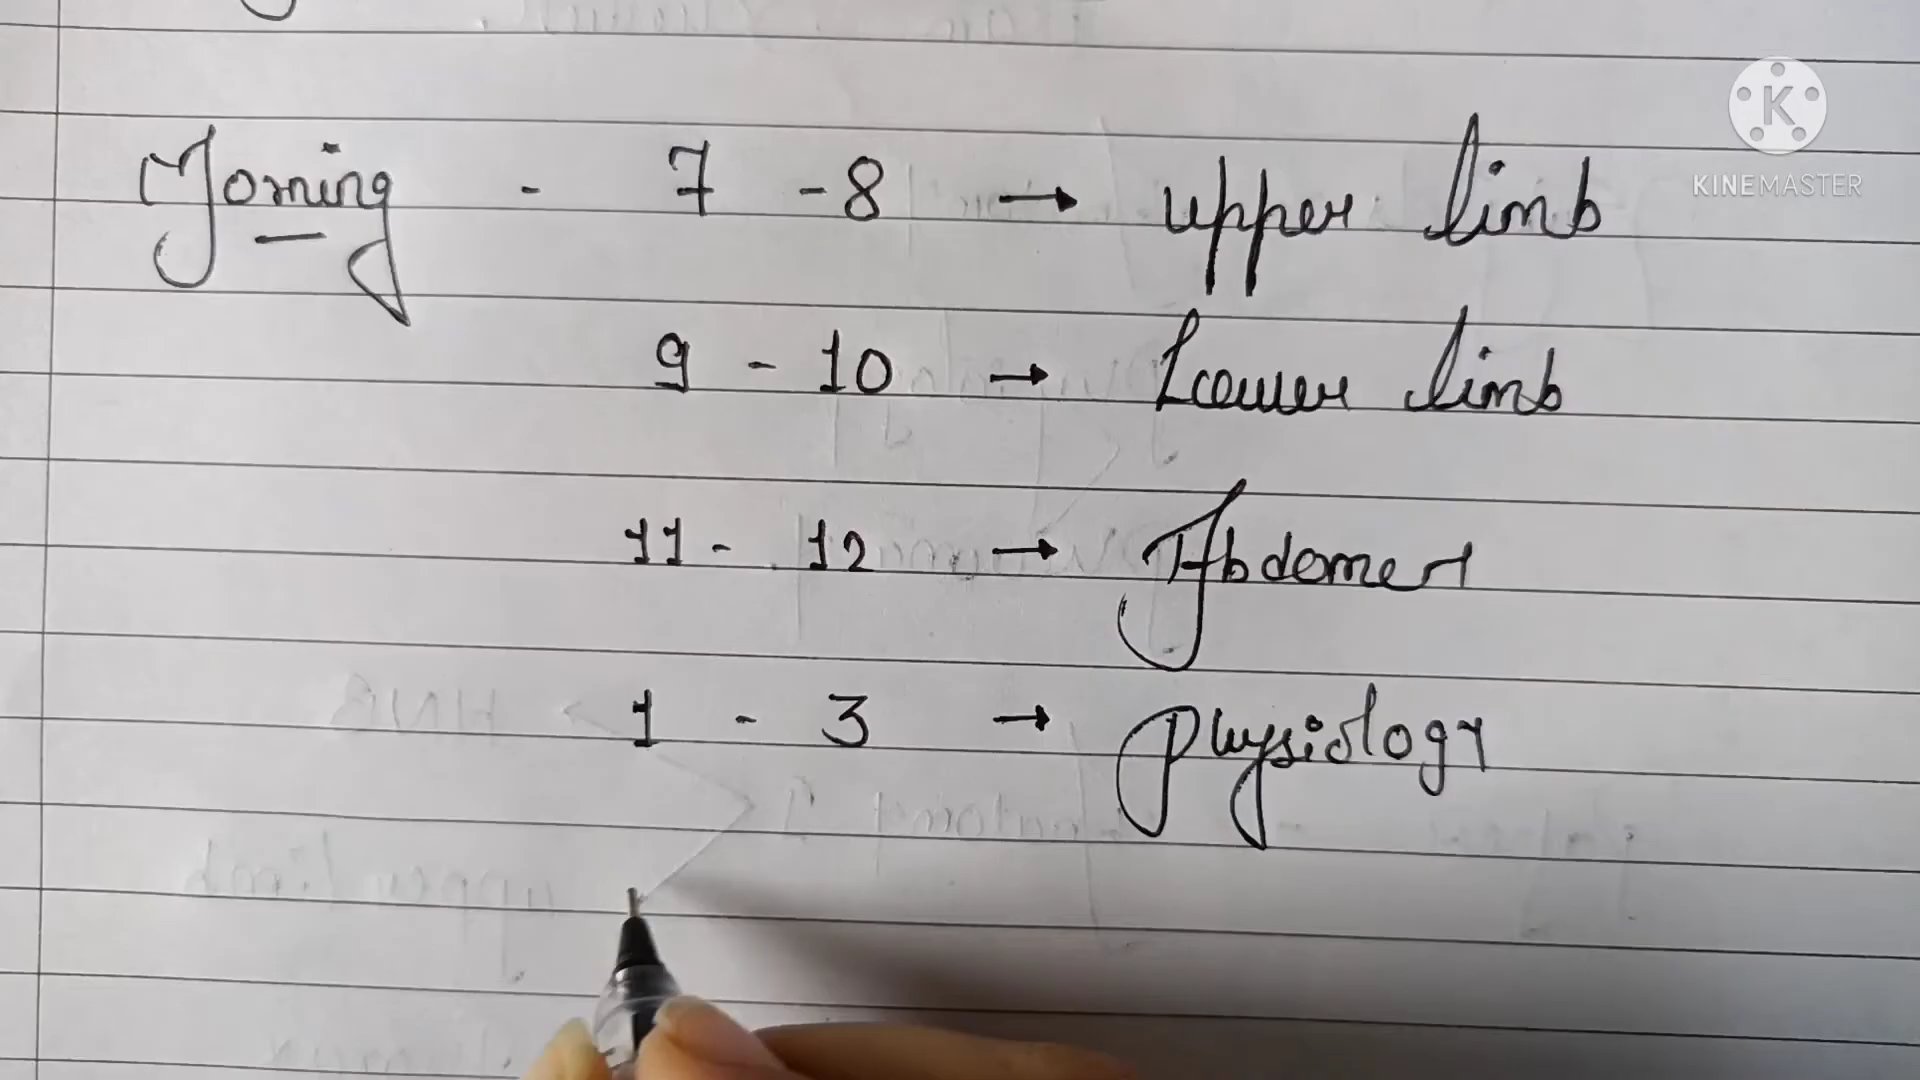 Morning - 7 - 8 → upper limb
9 - 10 → Lower limb
11 - 12 → Abdomen
1 - 3 → physiology
KINEMASTER